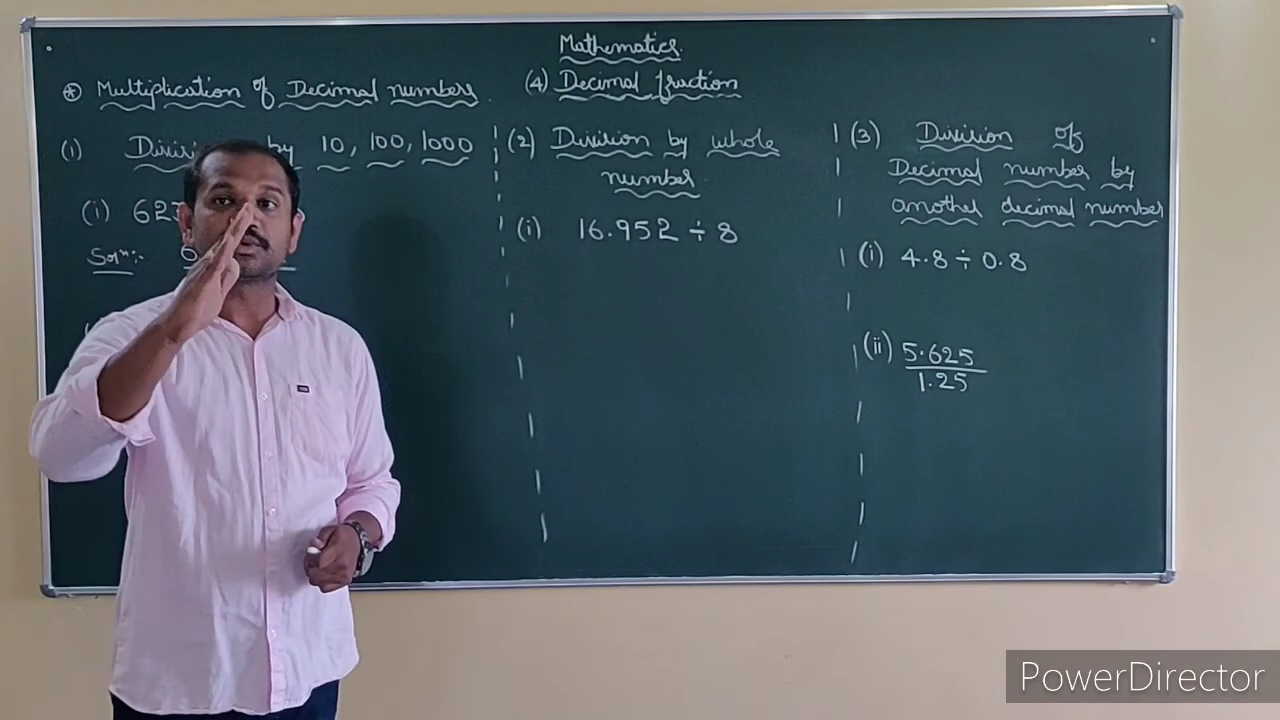 Mathematics.
(4) Decimal fraction
Multiplication of Decimal numbers.
(1) by 10, 100, 1000
(i)
Solⁿ:-
(2) Division by whole
number.
(i) 16.952 ÷ 8
(3) Division of
Decimal number by
another decimal number
(i) 4.8 ÷ 0.8
(ii) 5.625
1.25
PowerDirector